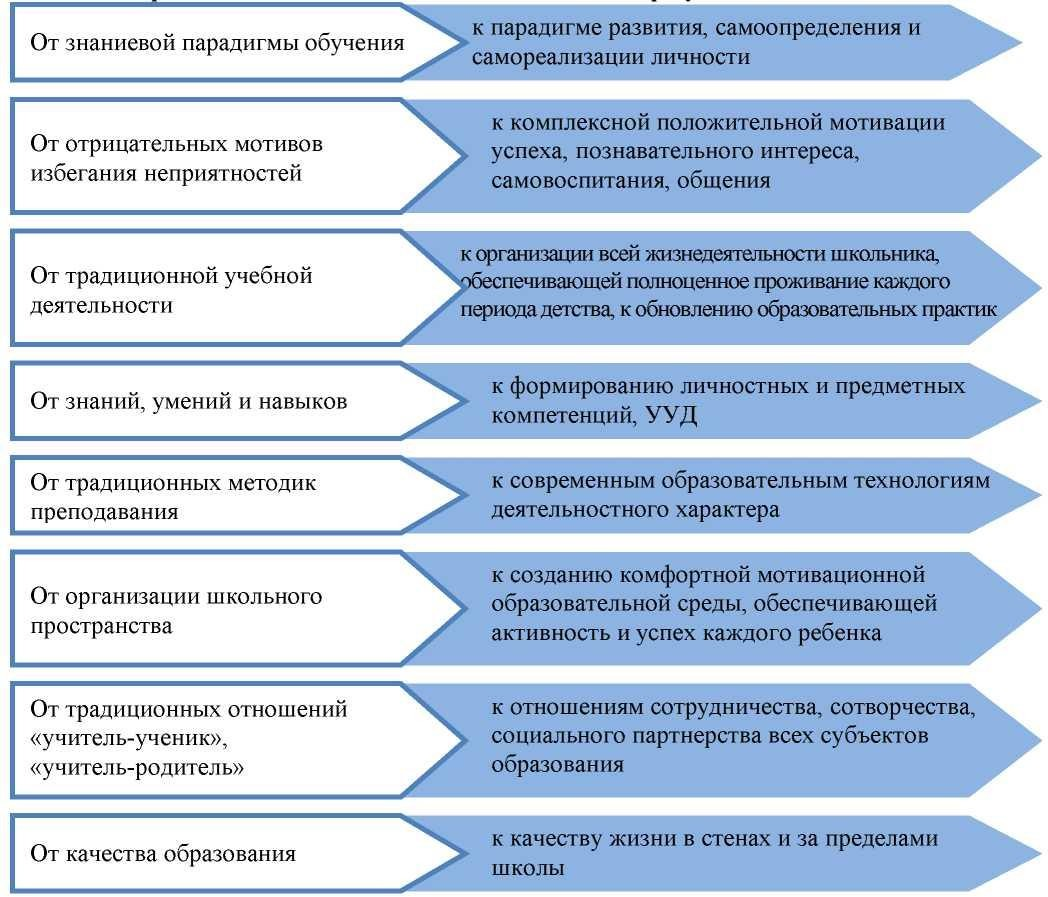 От знаниевой парадигмы обучения
к парадигме развития, самоопределения и
самореализации личности
От отрицательных мотивов
избегания неприятностей
к комплексной положительной мотивации
успеха, познавательного интереса,
самовоспитания, общения
От традиционной учебной
деятельности
к организации всей жизнедеятельности школьника,
обеспечивающей полноценное проживание каждого
периода детства, к обновлению образовательных практик
От знаний, умений и навыков
к формированию личностных и предметных
компетенций, УУД
От традиционных методик
преподавания
к современным образовательным технологиям
деятельностного характера
От организации школьного
пространства
к созданию комфортной мотивационной
образовательной среды, обеспечивающей
активность и успех каждого ребенка
От традиционных отношений
«учитель-ученик»,
«учитель-родитель»
к отношениям сотрудничества, сотворчества,
социального партнерства всех субъектов
образования
От качества образования
к качеству жизни в стенах и за пределами
школы